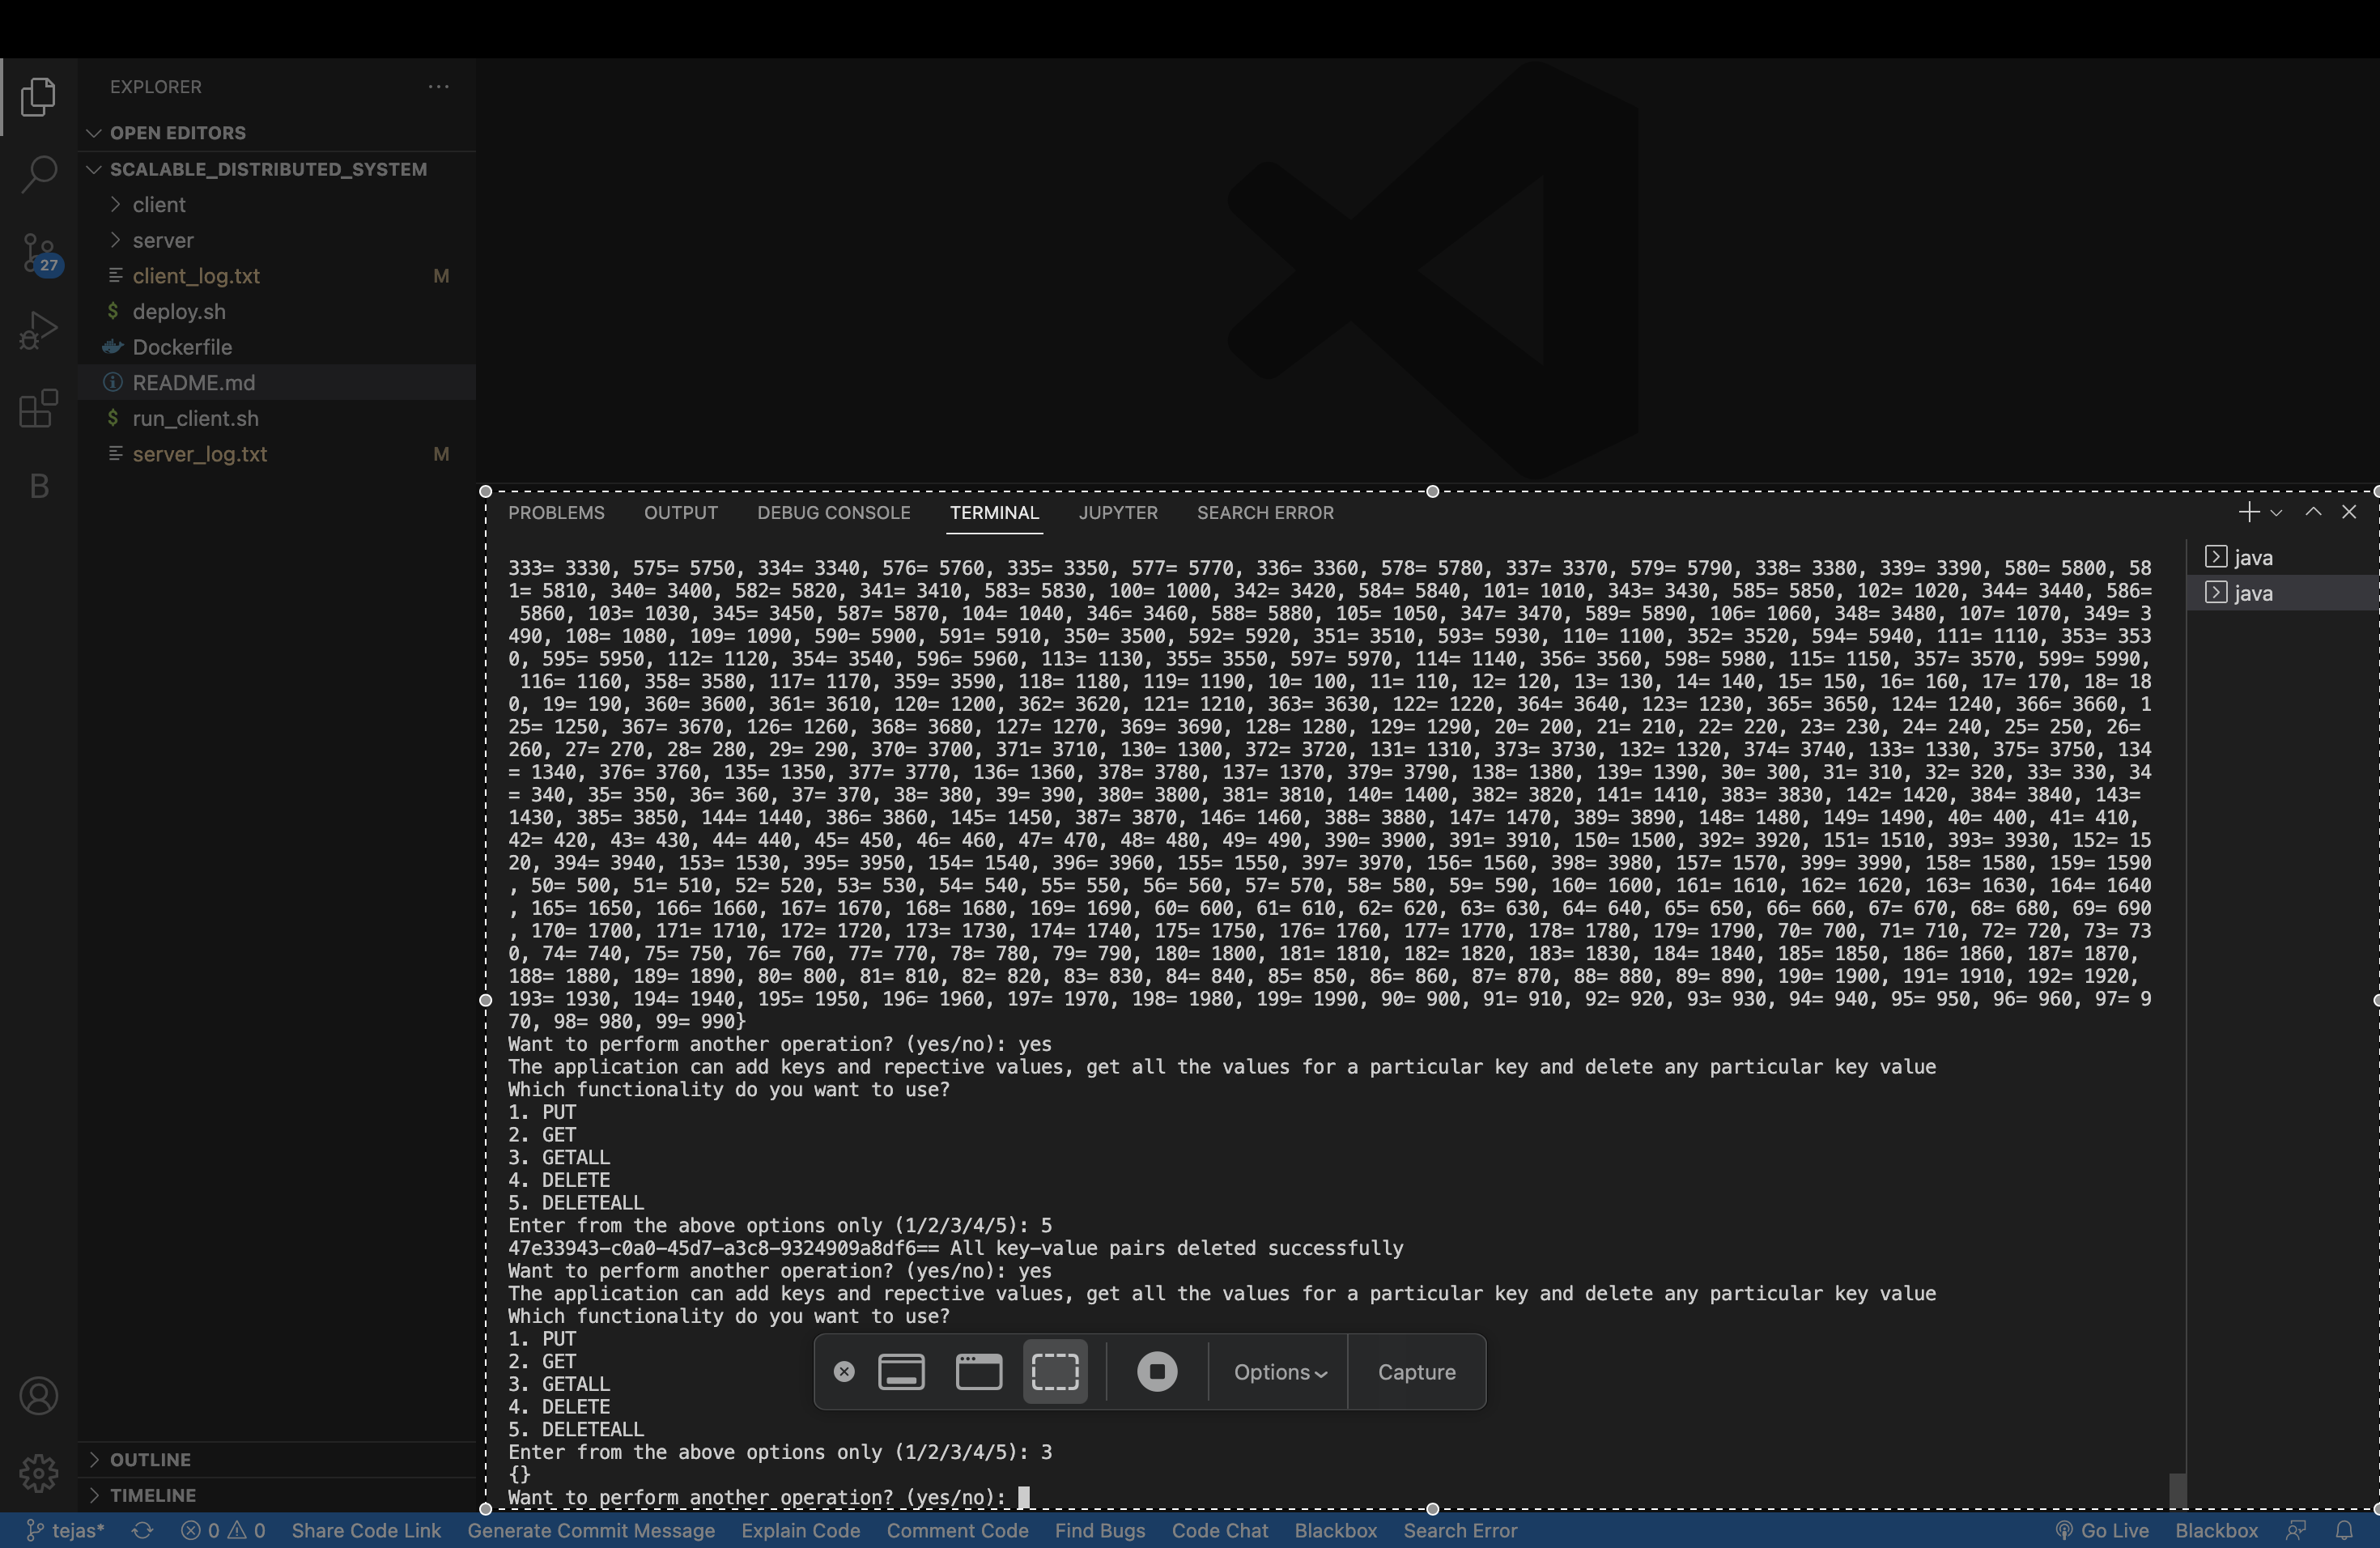 EXPLORER
OPEN EDITORS
SCALABLE_DISTRIBUTED_SYSTEM
client
server
27
client_log.txt M
deploy.sh
Dockerfile
README.md
run_client.sh
server_log.txt M
B
PROBLEMS OUTPUT DEBUG CONSOLE TERMINAL JUPYTER SEARCH ERROR
java
java
333= 3330, 575= 5750, 334= 3340, 576= 5760, 335= 3350, 577= 5770, 336= 3360, 578= 5780, 337= 3370, 579= 5790, 338= 3380, 339= 3390, 580= 5800, 58
1= 5810, 340= 3400, 582= 5820, 341= 3410, 583= 5830, 100= 1000, 342= 3420, 584= 5840, 101= 1010, 343= 3430, 585= 5850, 102= 1020, 344= 3440, 586=
5860, 103= 1030, 345= 3450, 587= 5870, 104= 1040, 346= 3460, 588= 5880, 105= 1050, 347= 3470, 589= 5890, 106= 1060, 348= 3480, 107= 1070, 349= 3
490, 108= 1080, 109= 1090, 590= 5900, 591= 5910, 350= 3500, 592= 5920, 351= 3510, 593= 5930, 110= 1100, 352= 3520, 594= 5940, 111= 1110, 353= 353
0, 595= 5950, 112= 1120, 354= 3540, 596= 5960, 113= 1130, 355= 3550, 597= 5970, 114= 1140, 356= 3560, 598= 5980, 115= 1150, 357= 3570, 599= 5990,
116= 1160, 358= 3580, 117= 1170, 359= 3590, 118= 1180, 119= 1190, 10= 100, 11= 110, 12= 120, 13= 130, 14= 140, 15= 150, 16= 160, 17= 170, 18= 18
0, 19= 190, 360= 3600, 361= 3610, 120= 1200, 362= 3620, 121= 1210, 363= 3630, 122= 1220, 364= 3640, 123= 1230, 365= 3650, 124= 1240, 366= 3660, 1
25= 1250, 367= 3670, 126= 1260, 368= 3680, 127= 1270, 369= 3690, 128= 1280, 129= 1290, 20= 200, 21= 210, 22= 220, 23= 230, 24= 240, 25= 250, 26=
260, 27= 270, 28= 280, 29= 290, 370= 3700, 371= 3710, 130= 1300, 372= 3720, 131= 1310, 373= 3730, 132= 1320, 374= 3740, 133= 1330, 375= 3750, 134
= 1340, 376= 3760, 135= 1350, 377= 3770, 136= 1360, 378= 3780, 137= 1370, 379= 3790, 138= 1380, 139= 1390, 30= 300, 31= 310, 32= 320, 33= 330, 34
= 340, 35= 350, 36= 360, 37= 370, 38= 380, 39= 390, 380= 3800, 381= 3810, 140= 1400, 382= 3820, 141= 1410, 383= 3830, 142= 1420, 384= 3840, 143=
1430, 385= 3850, 144= 1440, 386= 3860, 145= 1450, 387= 3870, 146= 1460, 388= 3880, 147= 1470, 389= 3890, 148= 1480, 149= 1490, 40= 400, 41= 410,
42= 420, 43= 430, 44= 440, 45= 450, 46= 460, 47= 470, 48= 480, 49= 490, 390= 3900, 391= 3910, 150= 1500, 392= 3920, 151= 1510, 393= 3930, 152= 15
20, 394= 3940, 153= 1530, 395= 3950, 154= 1540, 396= 3960, 155= 1550, 397= 3970, 156= 1560, 398= 3980, 157= 1570, 399= 3990, 158= 1580, 159= 1590
, 50= 500, 51= 510, 52= 520, 53= 530, 54= 540, 55= 550, 56= 560, 57= 570, 58= 580, 59= 590, 160= 1600, 161= 1610, 162= 1620, 163= 1630, 164= 1640
, 165= 1650, 166= 1660, 167= 1670, 168= 1680, 169= 1690, 60= 600, 61= 610, 62= 620, 63= 630, 64= 640, 65= 650, 66= 660, 67= 670, 68= 680, 69= 690
, 170= 1700, 171= 1710, 172= 1720, 173= 1730, 174= 1740, 175= 1750, 176= 1760, 177= 1770, 178= 1780, 179= 1790, 70= 700, 71= 710, 72= 720, 73= 73
0, 74= 740, 75= 750, 76= 760, 77= 770, 78= 780, 79= 790, 180= 1800, 181= 1810, 182= 1820, 183= 1830, 184= 1840, 185= 1850, 186= 1860, 187= 1870,
188= 1880, 189= 1890, 80= 800, 81= 810, 82= 820, 83= 830, 84= 840, 85= 850, 86= 860, 87= 870, 88= 880, 89= 890, 190= 1900, 191= 1910, 192= 1920,
193= 1930, 194= 1940, 195= 1950, 196= 1960, 197= 1970, 198= 1980, 199= 1990, 90= 900, 91= 910, 92= 920, 93= 930, 94= 940, 95= 950, 96= 960, 97= 9
70, 98= 980, 99= 990}
Want to perform another operation? (yes/no): yes
The application can add keys and repective values, get all the values for a particular key and delete any particular key value
Which functionality do you want to use?
1. PUT
2. GET
3. GETALL
4. DELETE
5. DELETEALL
Enter from the above options only (1/2/3/4/5): 5
47e33943-c0a0-45d7-a3c8-9324909a8df6== All key-value pairs deleted successfully
Want to perform another operation? (yes/no): yes
The application can add keys and repective values, get all the values for a particular key and delete any particular key value
Which functionality do you want to use?
1. PUT
2. GET
3. GETALL
4. DELETE
5. DELETEALL
Enter from the above options only (1/2/3/4/5): 3
{}
Want to perform another operation? (yes/no):
Options Capture
OUTLINE
TIMELINE
tejas* 0 0 Share Code Link Generate Commit Message Explain Code Comment Code Find Bugs Code Chat Blackbox Search Error Go Live Blackbox